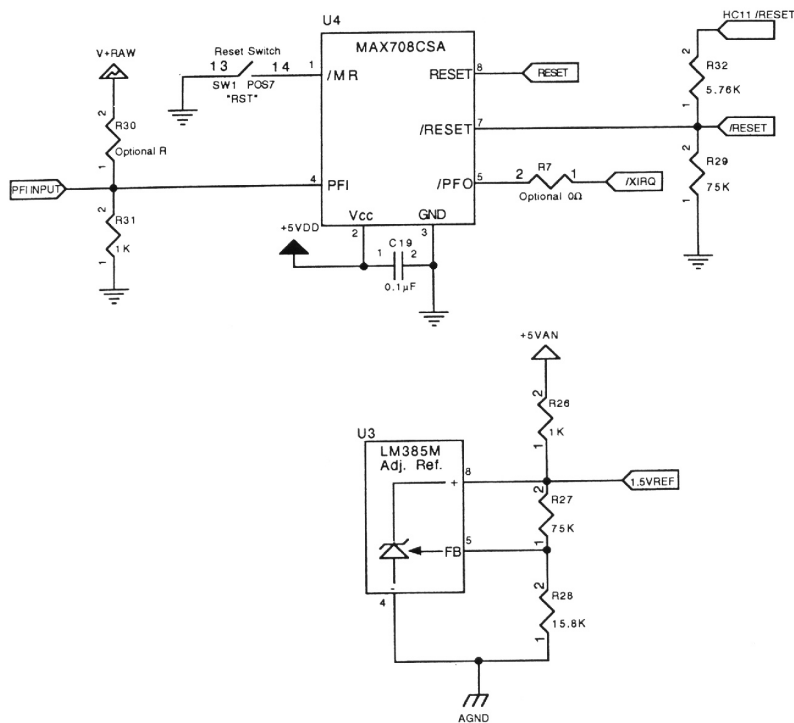 U4
MAX708CSA
HC11 /RESET
V+RAW
Reset Switch
13
14
1
/MR
SW1 POS7
"RST"
RESET
8
RESET
2
R32
5.76K
1
2
R30
Optional R
1
/RESET
7
/RESET
2
R29
75K
1
PFI INPUT
4
PFI
/PFO
5
2
R7
1
/XIRQ
Optional 0Ω
2
R31
1K
1
Vcc
GND
2
3
+5VDD
C19
1
2
0.1µF
+5VAN
2
R26
1K
1
U3
LM385M
Adj. Ref.
8
+
1.5VREF
2
R27
75K
1
5
FB
-
4
2
R28
15.8K
1
AGND